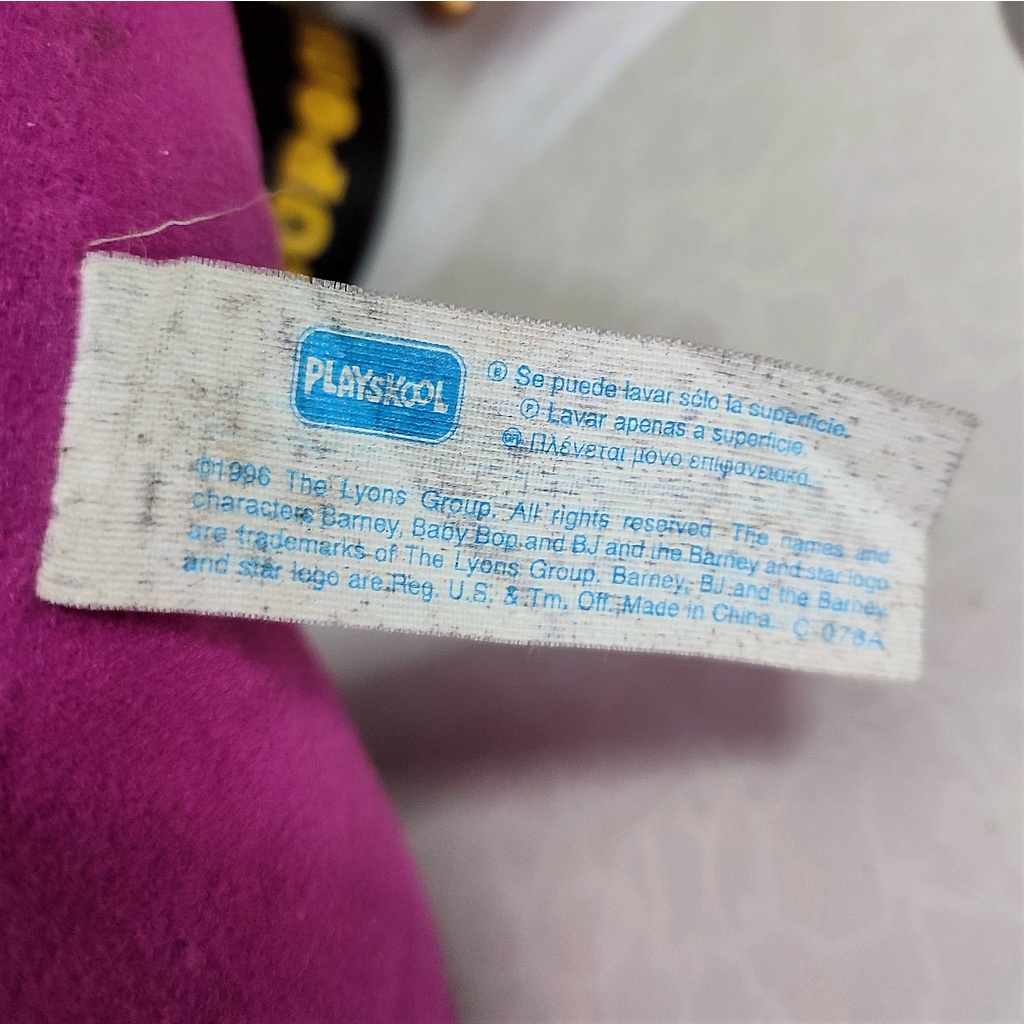 PLAYSKOOL
Ⓔ Se puede lavar sólo la superficie.
Ⓟ Lavar apenas a superficie.
Πλένεται μόνο επιφανειακά.
©1996 The Lyons Group. All rights reserved. The names and
characters Barney, Baby Bop and BJ and the Barney and star logo
are trademarks of The Lyons Group. Barney, BJ and the Barney
and star logo are Reg. U.S. & Tm. Off. Made in China. C-078A